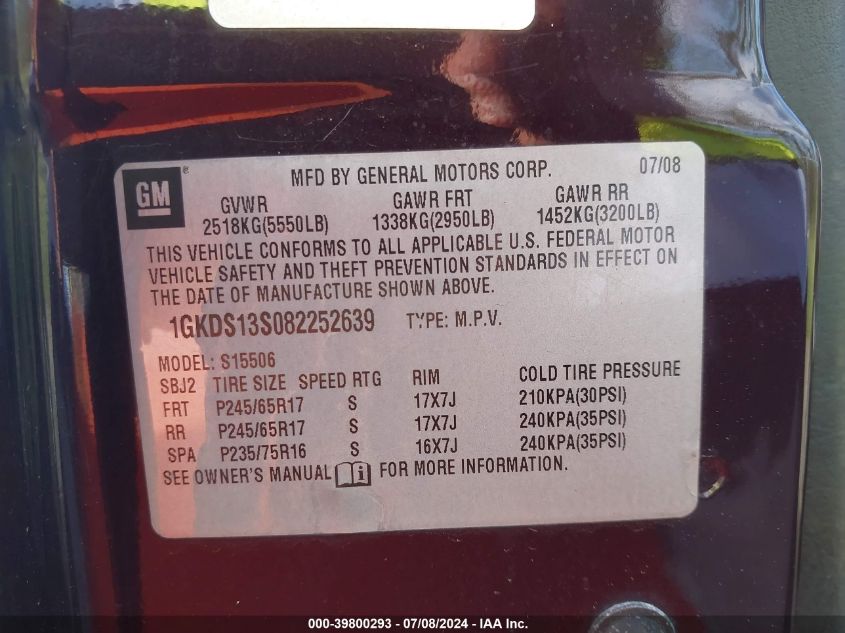 GM
MFD BY GENERAL MOTORS CORP. 07/08
GVWR GAWR FRT GAWR RR
2518KG(5550LB) 1338KG(2950LB) 1452KG(3200LB)
THIS VEHICLE CONFORMS TO ALL APPLICABLE U.S. FEDERAL MOTOR
VEHICLE SAFETY AND THEFT PREVENTION STANDARDS IN EFFECT ON
THE DATE OF MANUFACTURE SHOWN ABOVE.
1GKDS13S082252639 TYPE: M.P.V.
MODEL: S15506
SBJ2 TIRE SIZE SPEED RTG RIM COLD TIRE PRESSURE
FRT P245/65R17 S 17X7J 210KPA(30PSI)
RR P245/65R17 S 17X7J 240KPA(35PSI)
SPA P235/75R16 S 16X7J 240KPA(35PSI)
SEE OWNER'S MANUAL FOR MORE INFORMATION.
000-39800293 - 07/08/2024 - IAA Inc.